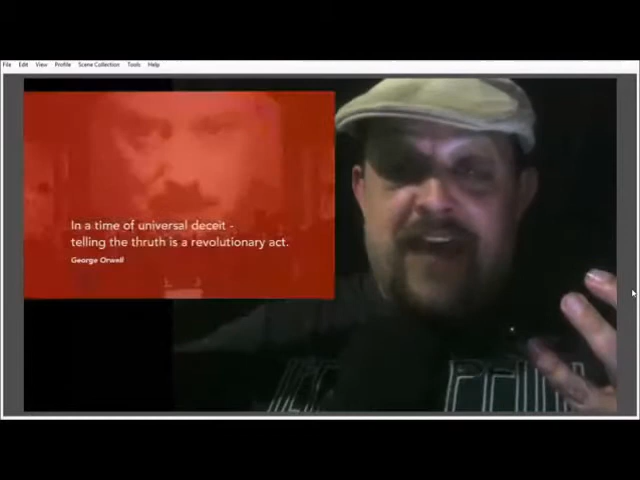 File Edit View Profile Scene Collection Tools Help
In a time of universal deceit -
telling the thruth is a revolutionary act.
George Orwell